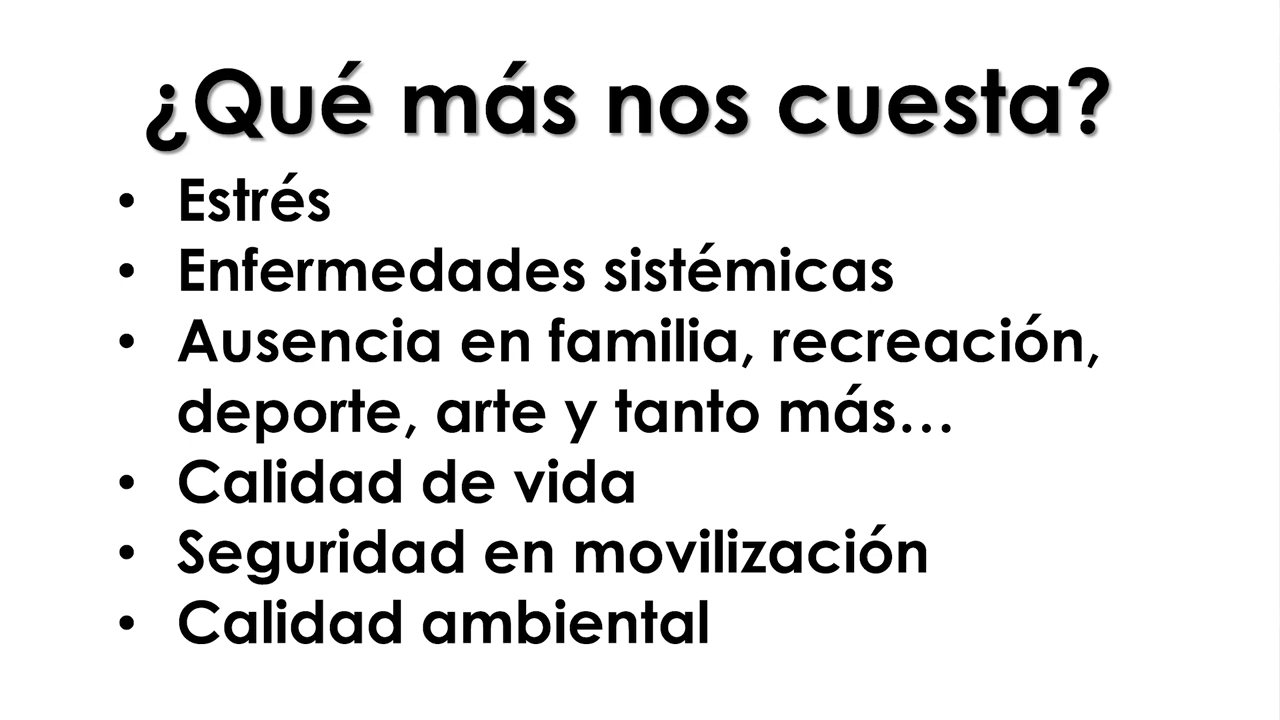 ¿Qué más nos cuesta?
• Estrés
• Enfermedades sistémicas
• Ausencia en familia, recreación,
deporte, arte y tanto más...
• Calidad de vida
• Seguridad en movilización
• Calidad ambiental